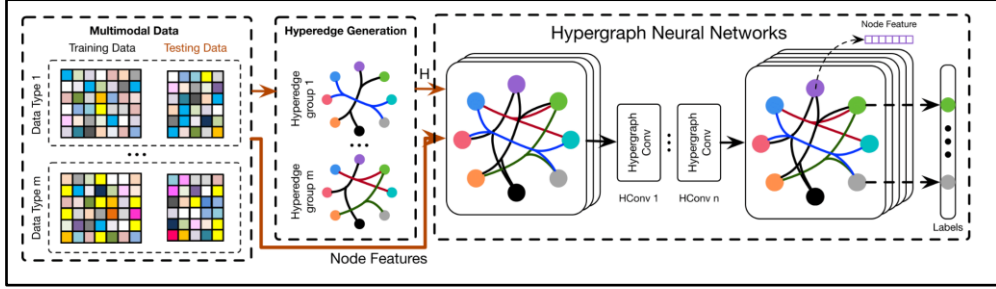 Multimodal Data
Training Data
Testing Data
Data Type 1
...
Data Type m
Hyperedge Generation
Hyperedge
group 1
...
Hyperedge
group m
H
Node Features
Hypergraph Neural Networks
Hypergraph
Conv
Hypergraph
Conv
HConv 1
HConv n
Node Feature
Labels